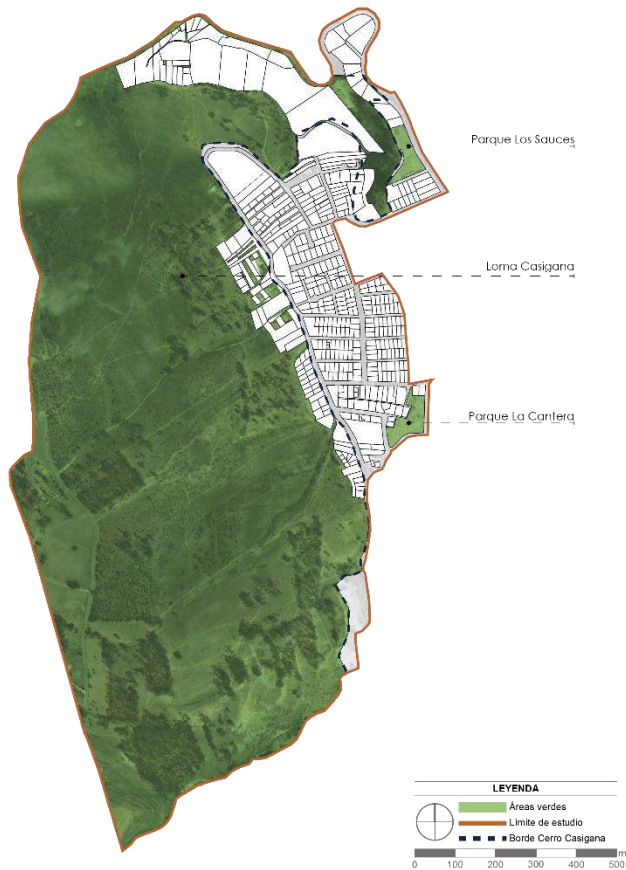 Parque Los Sauces
Loma Casigana
Parque La Cantera
LEYENDA
Áreas verdes
Límite de estudio
Borde Cerro Casigana
0 100 200 300 400 500 m